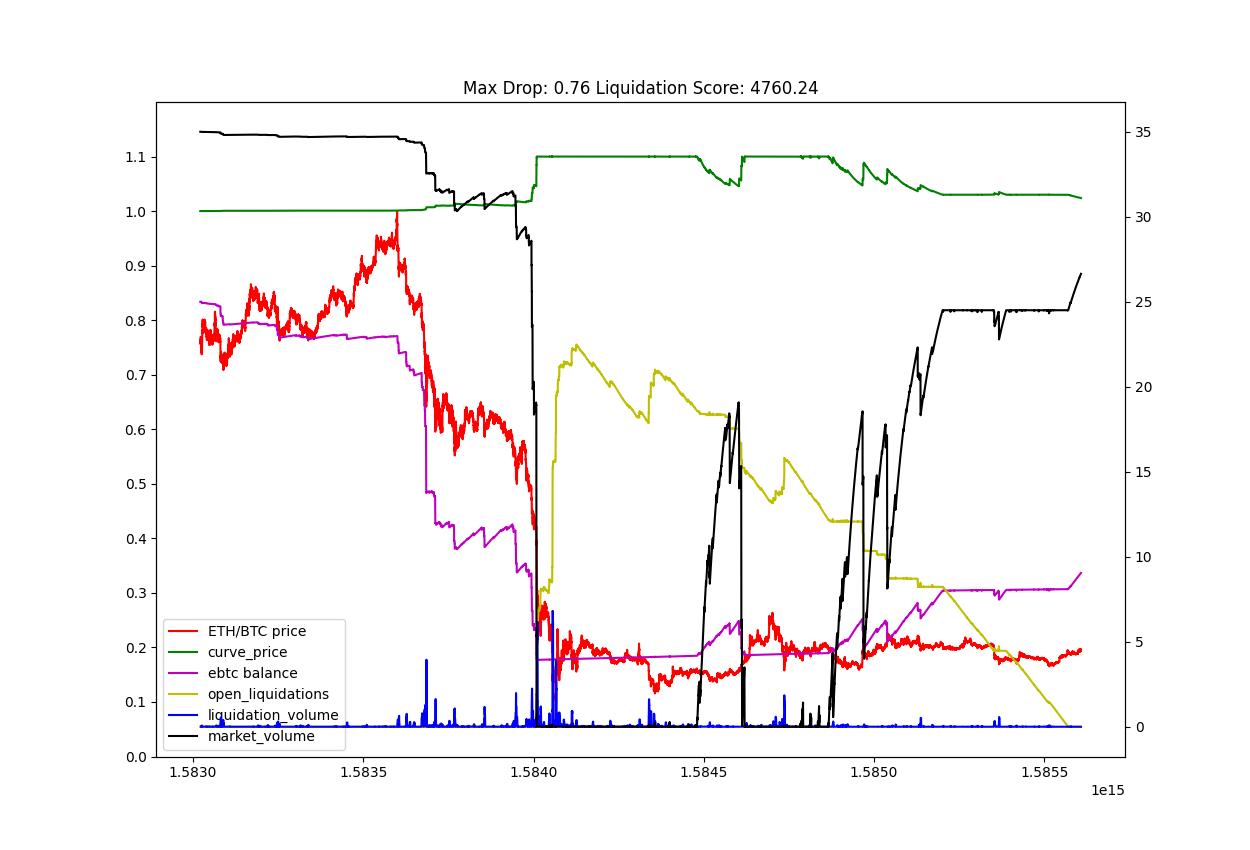 Max Drop: 0.76 Liquidation Score: 4760.24
1.1
1.0
0.9
0.8
0.7
0.6
0.5
0.4
0.3
0.2
0.1
0.0
35
30
25
20
15
10
5
0
ETH/BTC price
curve_price
ebtc balance
open_liquidations
liquidation_volume
market_volume
1.5830 1.5835 1.5840 1.5845 1.5850 1.5855
1e15